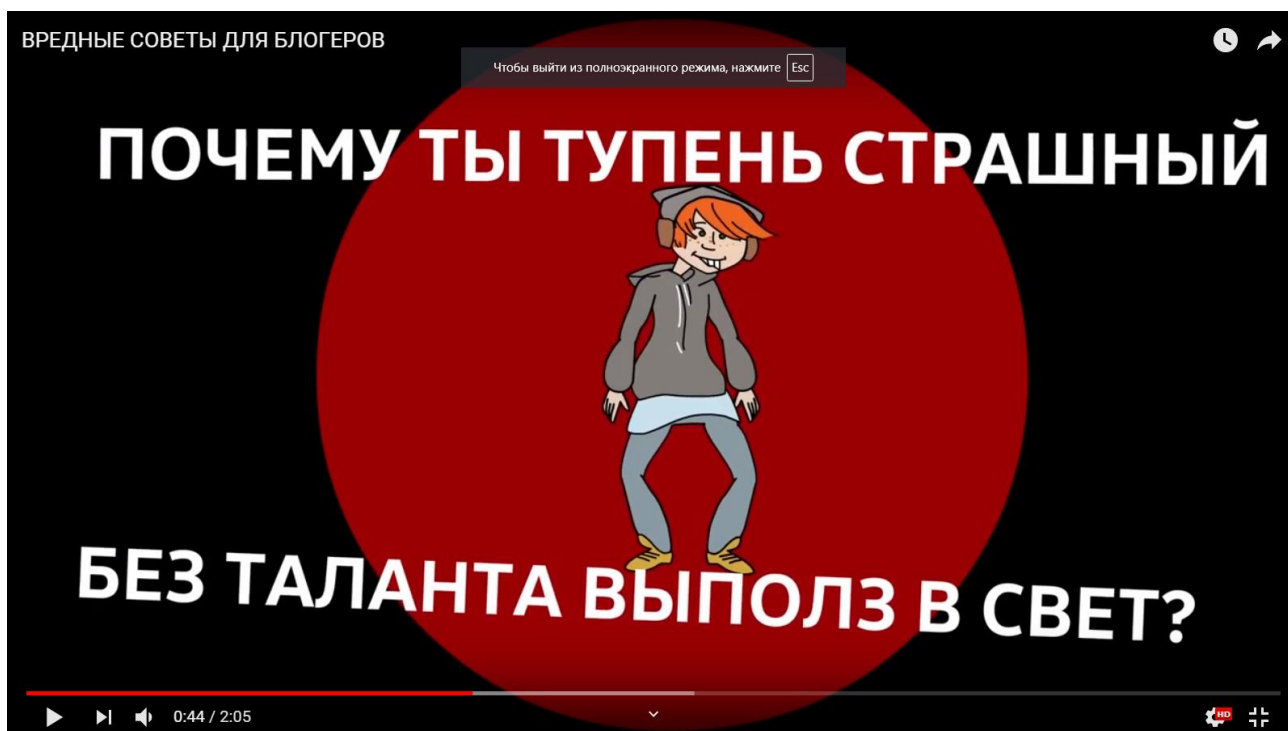 ВРЕДНЫЕ СОВЕТЫ ДЛЯ БЛОГЕРОВ
Чтобы выйти из полноэкранного режима, нажмите Esc
ПОЧЕМУ ТЫ ТУПЕНЬ СТРАШНЫЙ
БЕЗ ТАЛАНТА ВЫПОЛЗ В СВЕТ?
0:44 / 2:05
HD